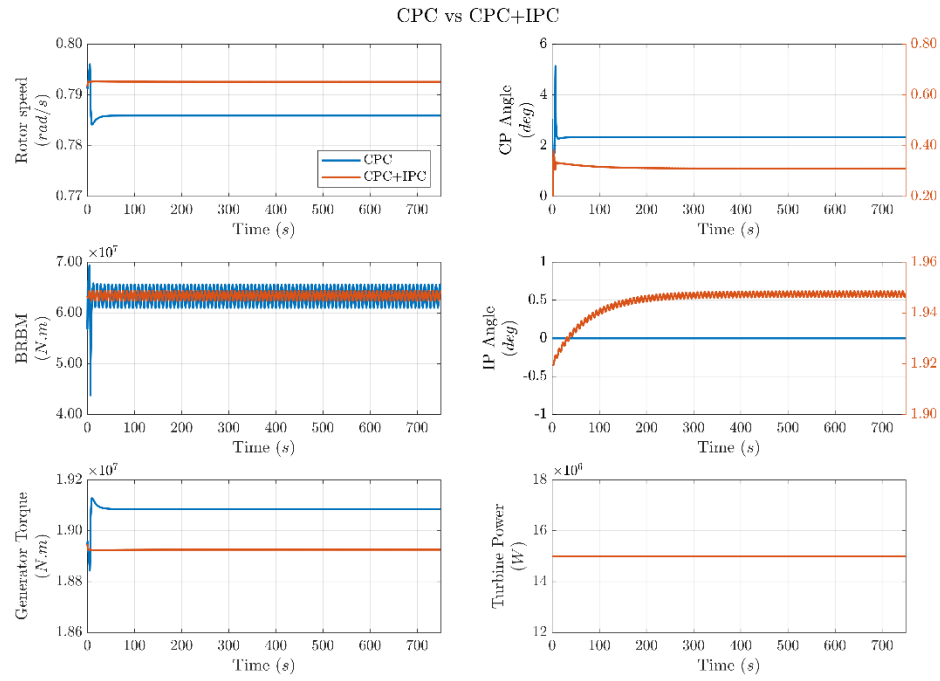 CPC vs CPC+IPC
Rotor speed
(rad/s)
0.80
0.79
0.78
0.77
CPC
CPC+IPC
0 100 200 300 400 500 600 700
Time (s)
CP Angle
(deg)
6
4
2
0
0.80
0.60
0.40
0.20
0 100 200 300 400 500 600 700
Time (s)
BRBM
(N.m)
×10⁷
7.00
6.00
5.00
4.00
0 100 200 300 400 500 600 700
Time (s)
IP Angle
(deg)
1
0.5
0
-0.5
-1
1.96
1.94
1.92
1.90
0 100 200 300 400 500 600 700
Time (s)
Generator Torque
(N.m)
×10⁷
1.92
1.90
1.88
1.86
0 100 200 300 400 500 600 700
Time (s)
Turbine Power
(W)
×10⁶
18
16
14
12
0 100 200 300 400 500 600 700
Time (s)